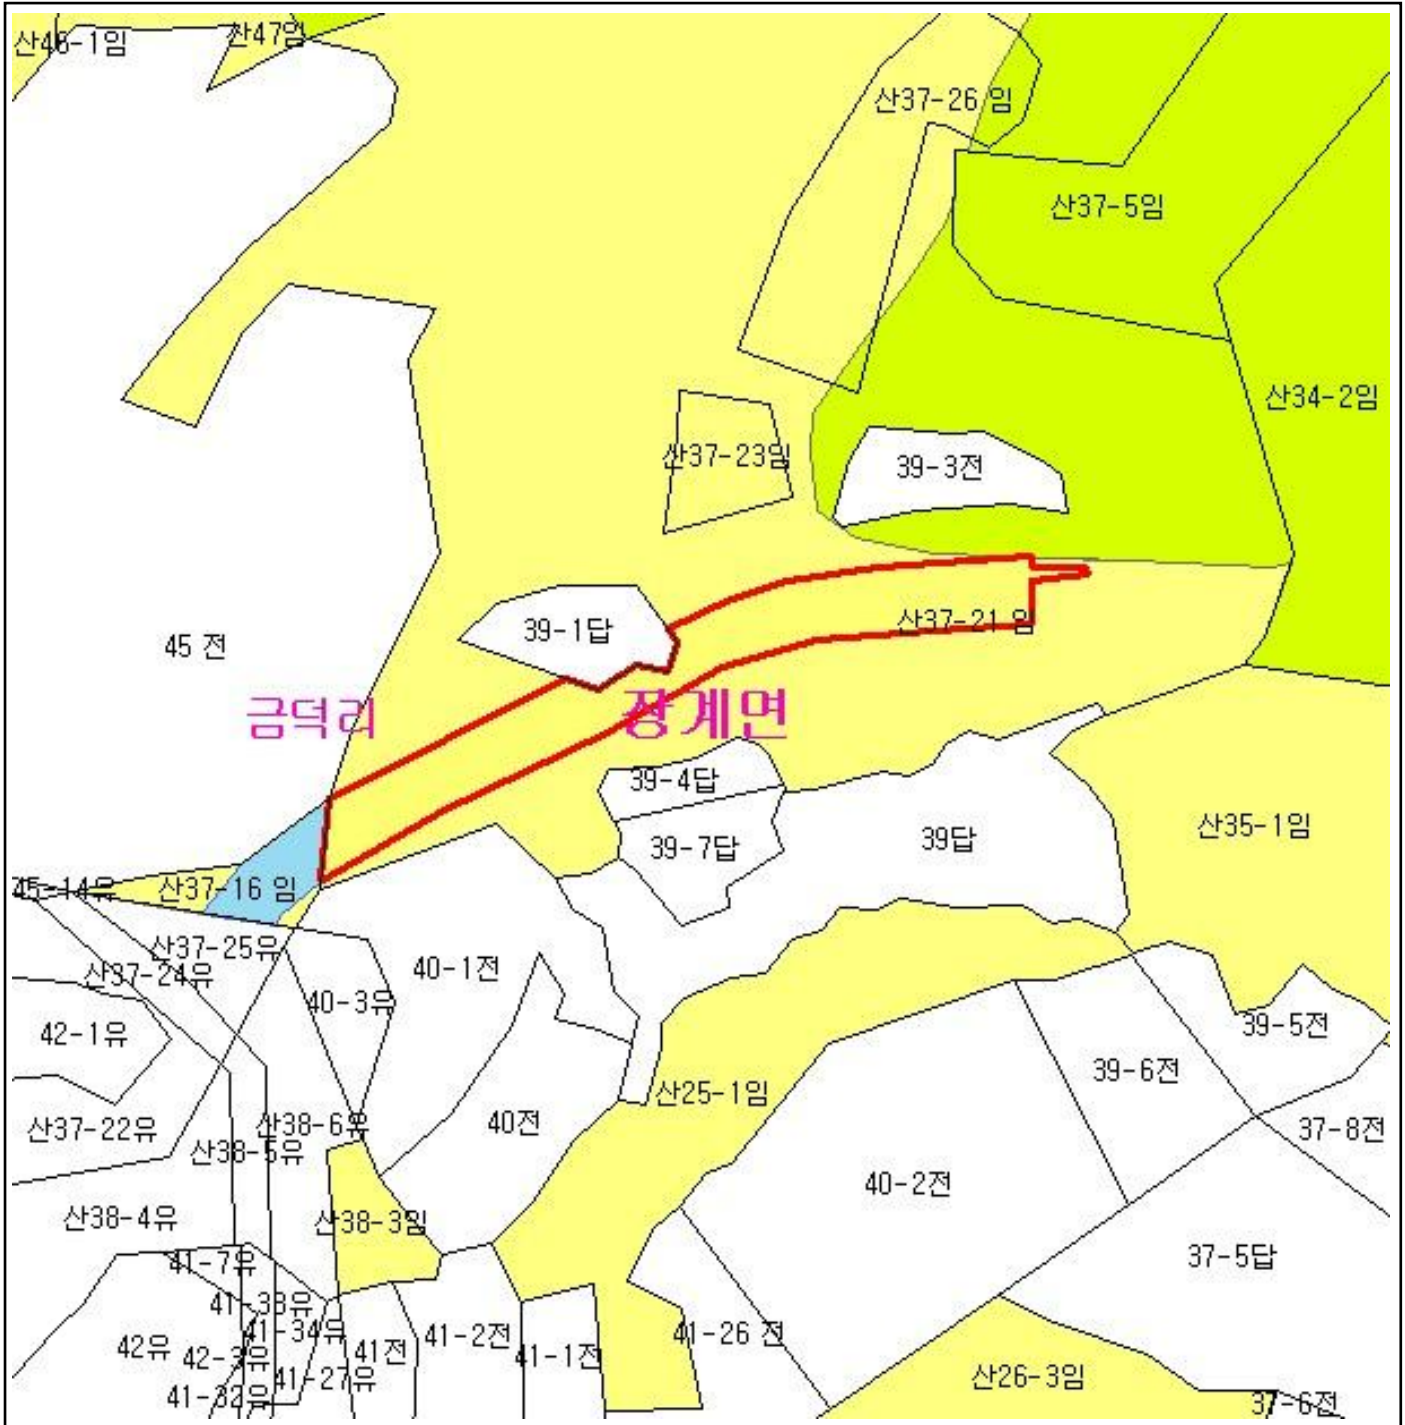 산46-1임
산47임
산37-26 임
산37-5임
산34-2임
산37-23임
39-3전
39-1답
산37-21 임
45 전
금덕리
장계면
39-4답
39-7답
39답
산35-1임
45-14유
산37-16 임
산37-25유
산37-24유
40-1전
40-3유
42-1유
39-5전
39-6전
산25-1임
산37-22유
산38-6유
산38-5유
40전
37-8전
40-2전
산38-4유
산38-3임
41-7유
37-5답
41-38유
41-34유
42유
42-3유
41전
41-2전
41-1전
41-26 전
41-27유
산26-3임
41-32유
37-6전